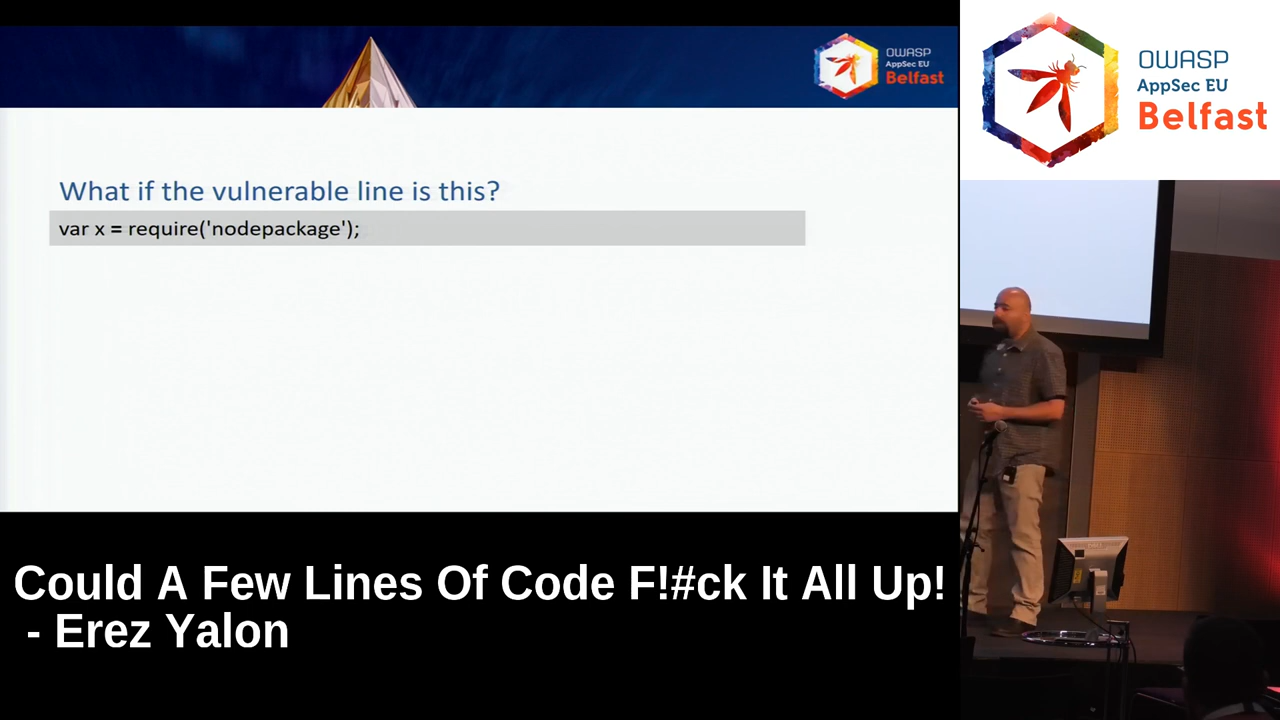 OWASP
AppSec EU
Belfast
OWASP
AppSec EU
Belfast
What if the vulnerable line is this?
var x = require('nodepackage');
Could A Few Lines Of Code F!#ck It All Up!
- Erez Yalon